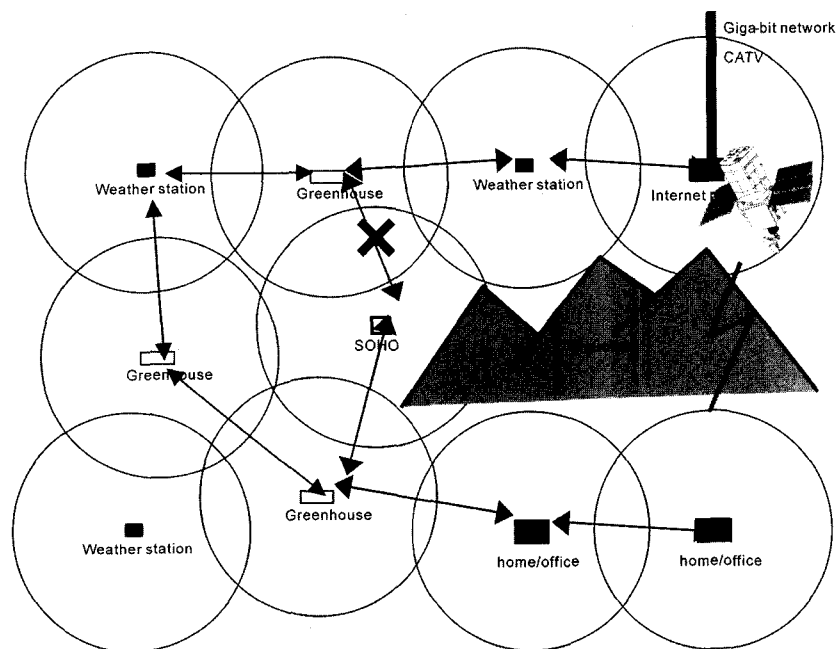 Giga-bit network
CATV
Weather station
Greenhouse
Weather station
Internet
SOHO
Greenhouse
Greenhouse
Weather station
home/office
home/office